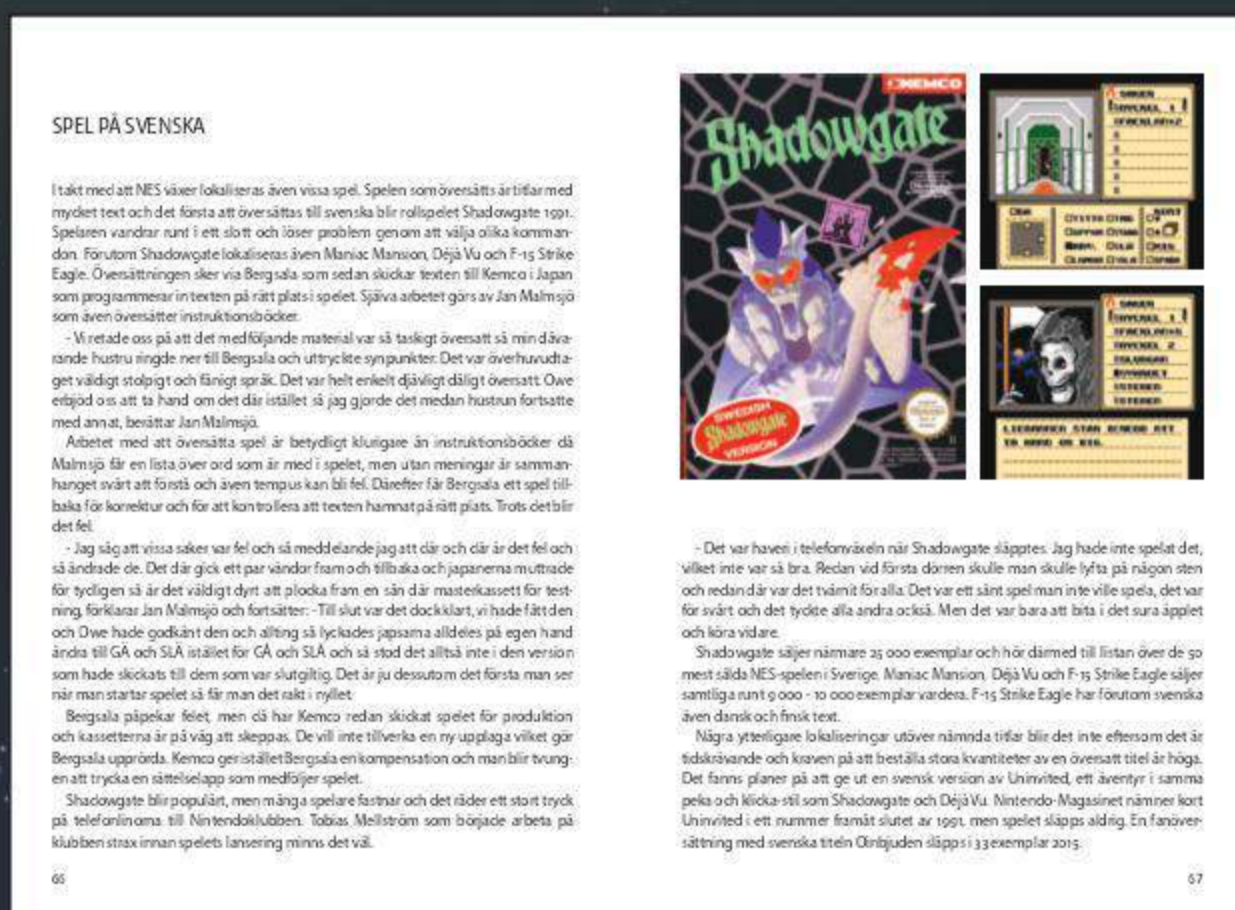 SPEL PÅ SVENSKA
I takt med att NES växer lokaliseras även vissa spel. Spelen som översätts är titlar med
mycket text och det första att översättas till svenska blir rollspelet Shadowgate 1991.
Spelaren vandrar runt i ett slott och löser problem genom att välja olika komman-
don. Förutom Shadowgate lokaliseras även Maniac Mansion, Déjà Vu och F-15 Strike
Eagle. Översättningen sker via Bergsala som sedan skickar texten till Kemco i Japan
som programmerar in texten på rätt plats i spelet. Själva arbetet görs av Jan Malmsjö
som även översätter instruktionsböcker.
- Vi retade oss på att det medföljande material var så taskigt översatt så min dåva-
rande hustru ringde ner till Bergsala och uttryckte synpunkter. Det var överhuvudta-
get väldigt stolpigt och fånigt språk. Det var helt enkelt djävligt dåligt översatt. Owe
erbjöd oss att ta hand om det där istället så jag gjorde det medan hustrun fortsatte
med annat, berättar Jan Malmsjö.
Arbetet med att översätta spel är betydligt klurigare än instruktionsböcker då
Malmsjö får en lista över ord som är med i spelet, men utan meningar är samman-
hanget svårt att förstå och även tempus kan bli fel. Därefter får Bergsala ett spel till-
baka för korrektur och för att kontrollera att texten hamnat på rätt plats. Trots det blir
det fel.
- Jag såg att vissa saker var fel och så meddelande jag att där och där är det fel och
så ändrade de. Det där gick ett par vändor fram och tillbaka och japanerna muttrade
för tydligen så är det väldigt dyrt att plocka fram en sån där masterkassett för test-
ning, förklarar Jan Malmsjö och fortsätter: -Till slut var det dock klart, vi hade fått den
och Owe hade godkänt den och allting så lyckades japsarna alldeles på egen hand
ändra till GÄ och SLÄ istället för GÅ och SLÅ och så stod det alltså inte i den version
som hade skickats till dem som var slutgiltig. Det är ju dessutom det första man ser
när man startar spelet så får man det rakt i nyllet.
Bergsala påpekar felet, men då har Kemco redan skickat spelet för produktion
och kassetterna är på väg att skeppas. De vill inte tillverka en ny upplaga vilket gör
Bergsala upprörda. Kemco ger istället Bergsala en kompensation och man blir tvung-
en att trycka en rättelselapp som medföljer spelet.
Shadowgate blir populärt, men många spelare fastnar och det råder ett stort tryck
på telefonlinorna till Nintendoklubben. Tobias Mellström som började arbeta på
klubben strax innan spelets lansering minns det väl.
66
KEMCO
Shadowgate
SWEDISH
Shadowgate
VERSION
LIEMANNEN STÅR BEREDD ATT
TA HAND OM DIG.
- Det var haveri i telefonväxeln när Shadowgate släpptes. Jag hade inte spelat det,
vilket inte var så bra. Redan vid första dörren skulle man skulle lyfta på någon sten
och redan där var det tvärnit för alla. Det var ett sånt spel man inte ville spela, det var
för svårt och det tyckte alla andra också. Men det var bara att bita i det sura äpplet
och köra vidare.
Shadowgate säljer närmare 25 000 exemplar och hör därmed till listan över de 50
mest sålda NES-spelen i Sverige. Maniac Mansion, Déjà Vu och F-15 Strike Eagle säljer
samtliga runt 9 000 - 10 000 exemplar vardera. F-15 Strike Eagle har förutom svenska
även dansk och finsk text.
Några ytterligare lokaliseringar utöver nämnda titlar blir det inte eftersom det är
tidskrävande och kraven på att beställa stora kvantiteter av en översatt titel är höga.
Det fanns planer på att ge ut en svensk version av Uninvited, ett äventyr i samma
peka och klicka-stil som Shadowgate och Déjà Vu. Nintendo-Magasinet nämner kort
Uninvited i ett nummer framåt slutet av 1991, men spelet släpps aldrig. En fanöver-
sättning med svenska titeln Oinbjuden släpps i 33 exemplar 2015.
67